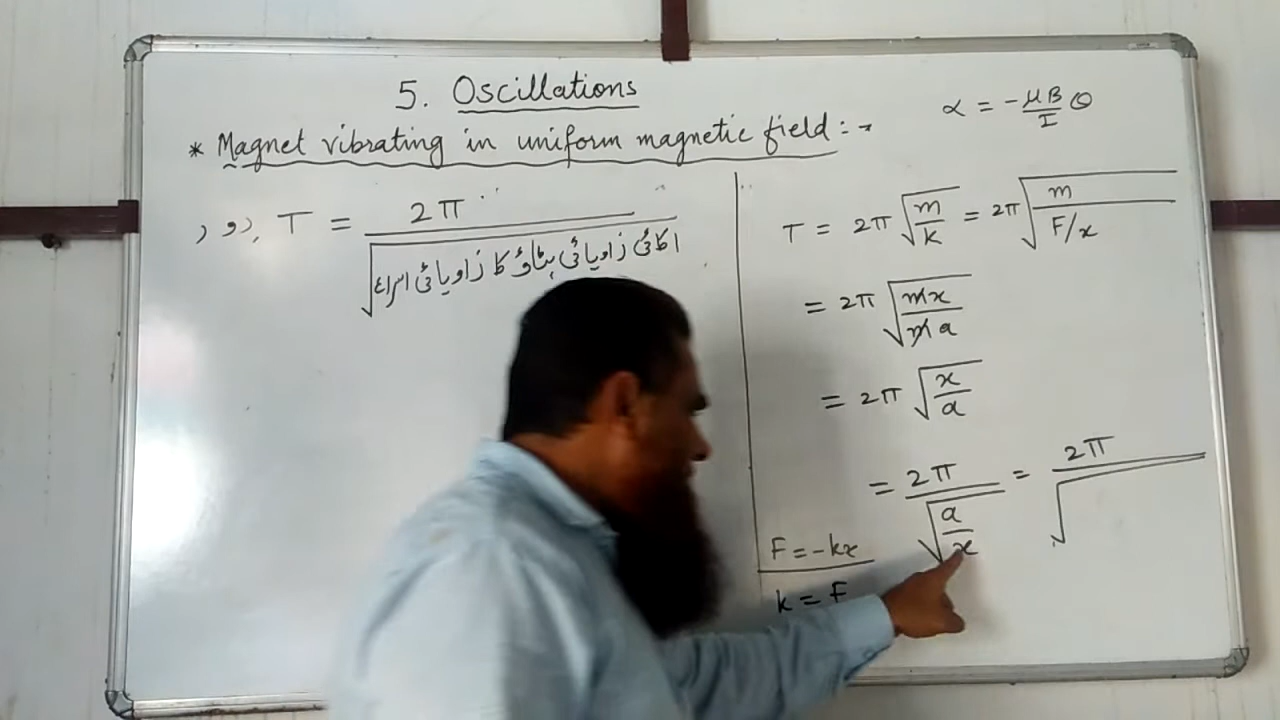 5. Oscillations
α = -μB/I θ
* Magnet vibrating in uniform magnetic field :-
دور, T = 2π / √اکائی زاویائی ہٹاؤ کا زاویائی اسراع
T = 2π √(m/k) = 2π √(m/(F/x))
= 2π √(mx/ma)
= 2π √(x/a)
= 2π/√(a/x) = 2π/√
F = -kx
k = F